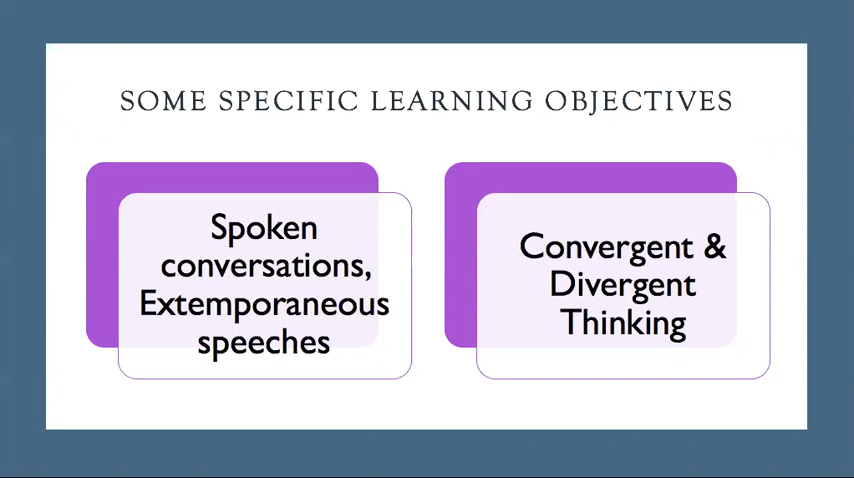 SOME SPECIFIC LEARNING OBJECTIVES
Spoken
conversations,
Extemporaneous
speeches
Convergent &
Divergent
Thinking